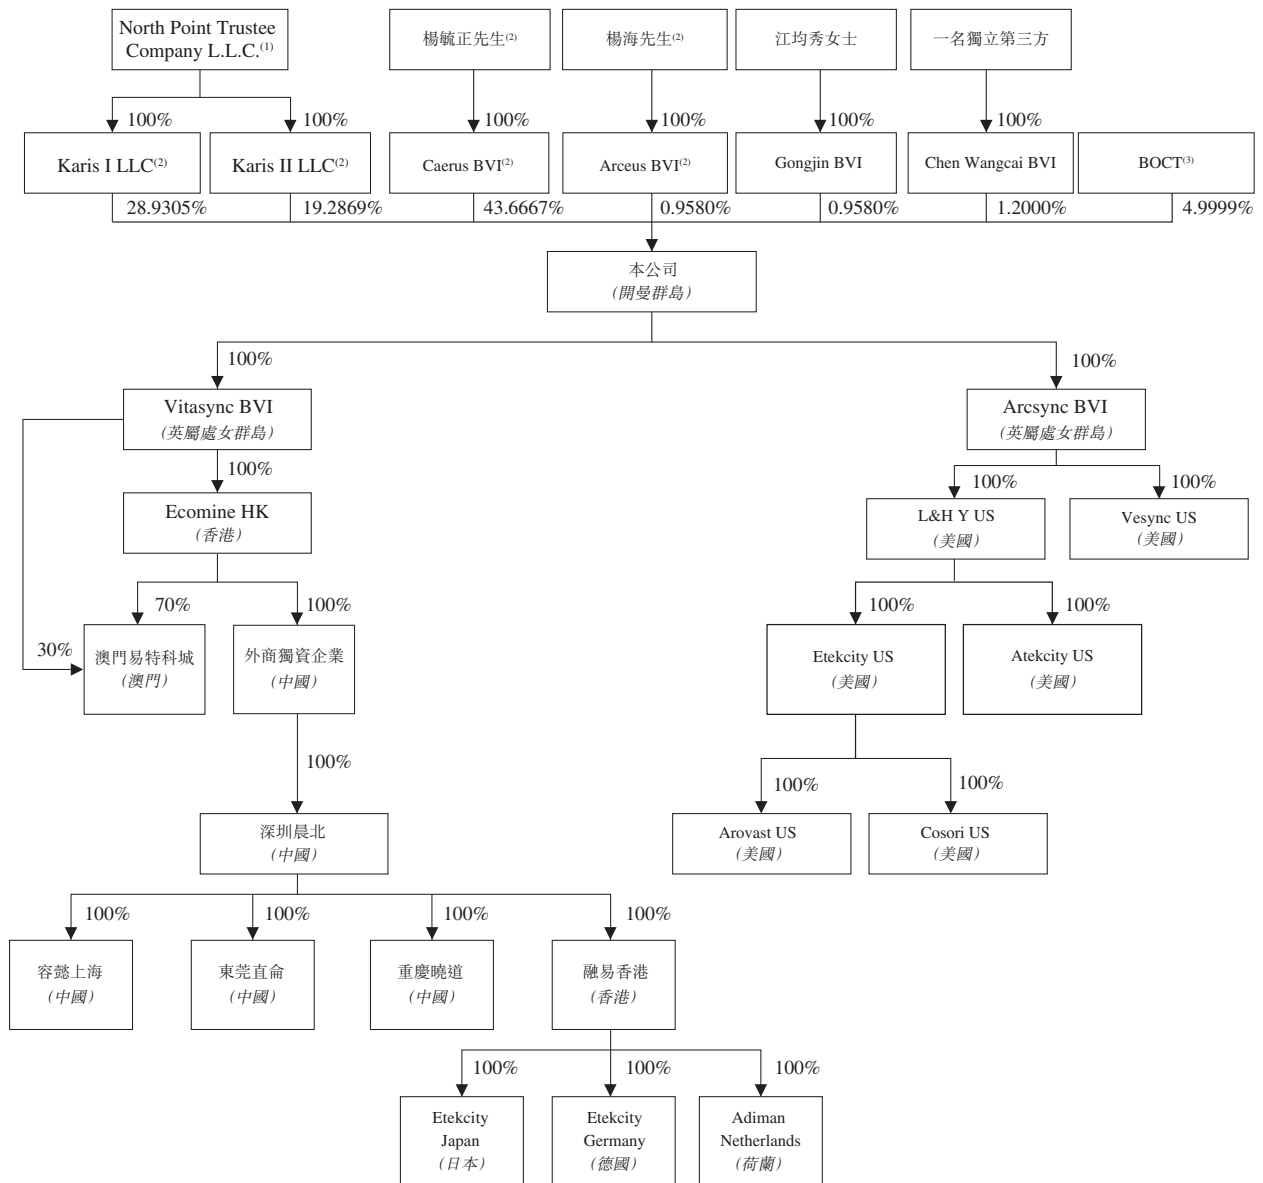 North Point Trustee
Company L.L.C.(1)
楊毓正先生(2)
楊海先生(2)
江均秀女士
一名獨立第三方
100%
100%
100%
100%
100%
100%
Karis I LLC(2)
Karis II LLC(2)
Caerus BVI(2)
Arceus BVI(2)
Gongjin BVI
Chen Wangcai BVI
BOCT(3)
28.9305%
19.2869%
43.6667%
0.9580%
0.9580%
1.2000%
4.9999%
本公司
(開曼群島)
100%
100%
Vitasync BVI
(英屬處女群島)
Arcsync BVI
(英屬處女群島)
100%
100%
100%
Ecomine HK
(香港)
L&H Y US
(美國)
Vesync US
(美國)
70%
100%
100%
100%
30%
澳門易特科城
(澳門)
外商獨資企業
(中國)
Etekcity US
(美國)
Atekcity US
(美國)
100%
100%
100%
深圳晨北
(中國)
Arovast US
(美國)
Cosori US
(美國)
100%
100%
100%
100%
容懿上海
(中國)
東莞直侖
(中國)
重慶曉道
(中國)
融易香港
(香港)
100%
100%
100%
Etekcity
Japan
(日本)
Etekcity
Germany
(德國)
Adiman
Netherlands
(荷蘭)